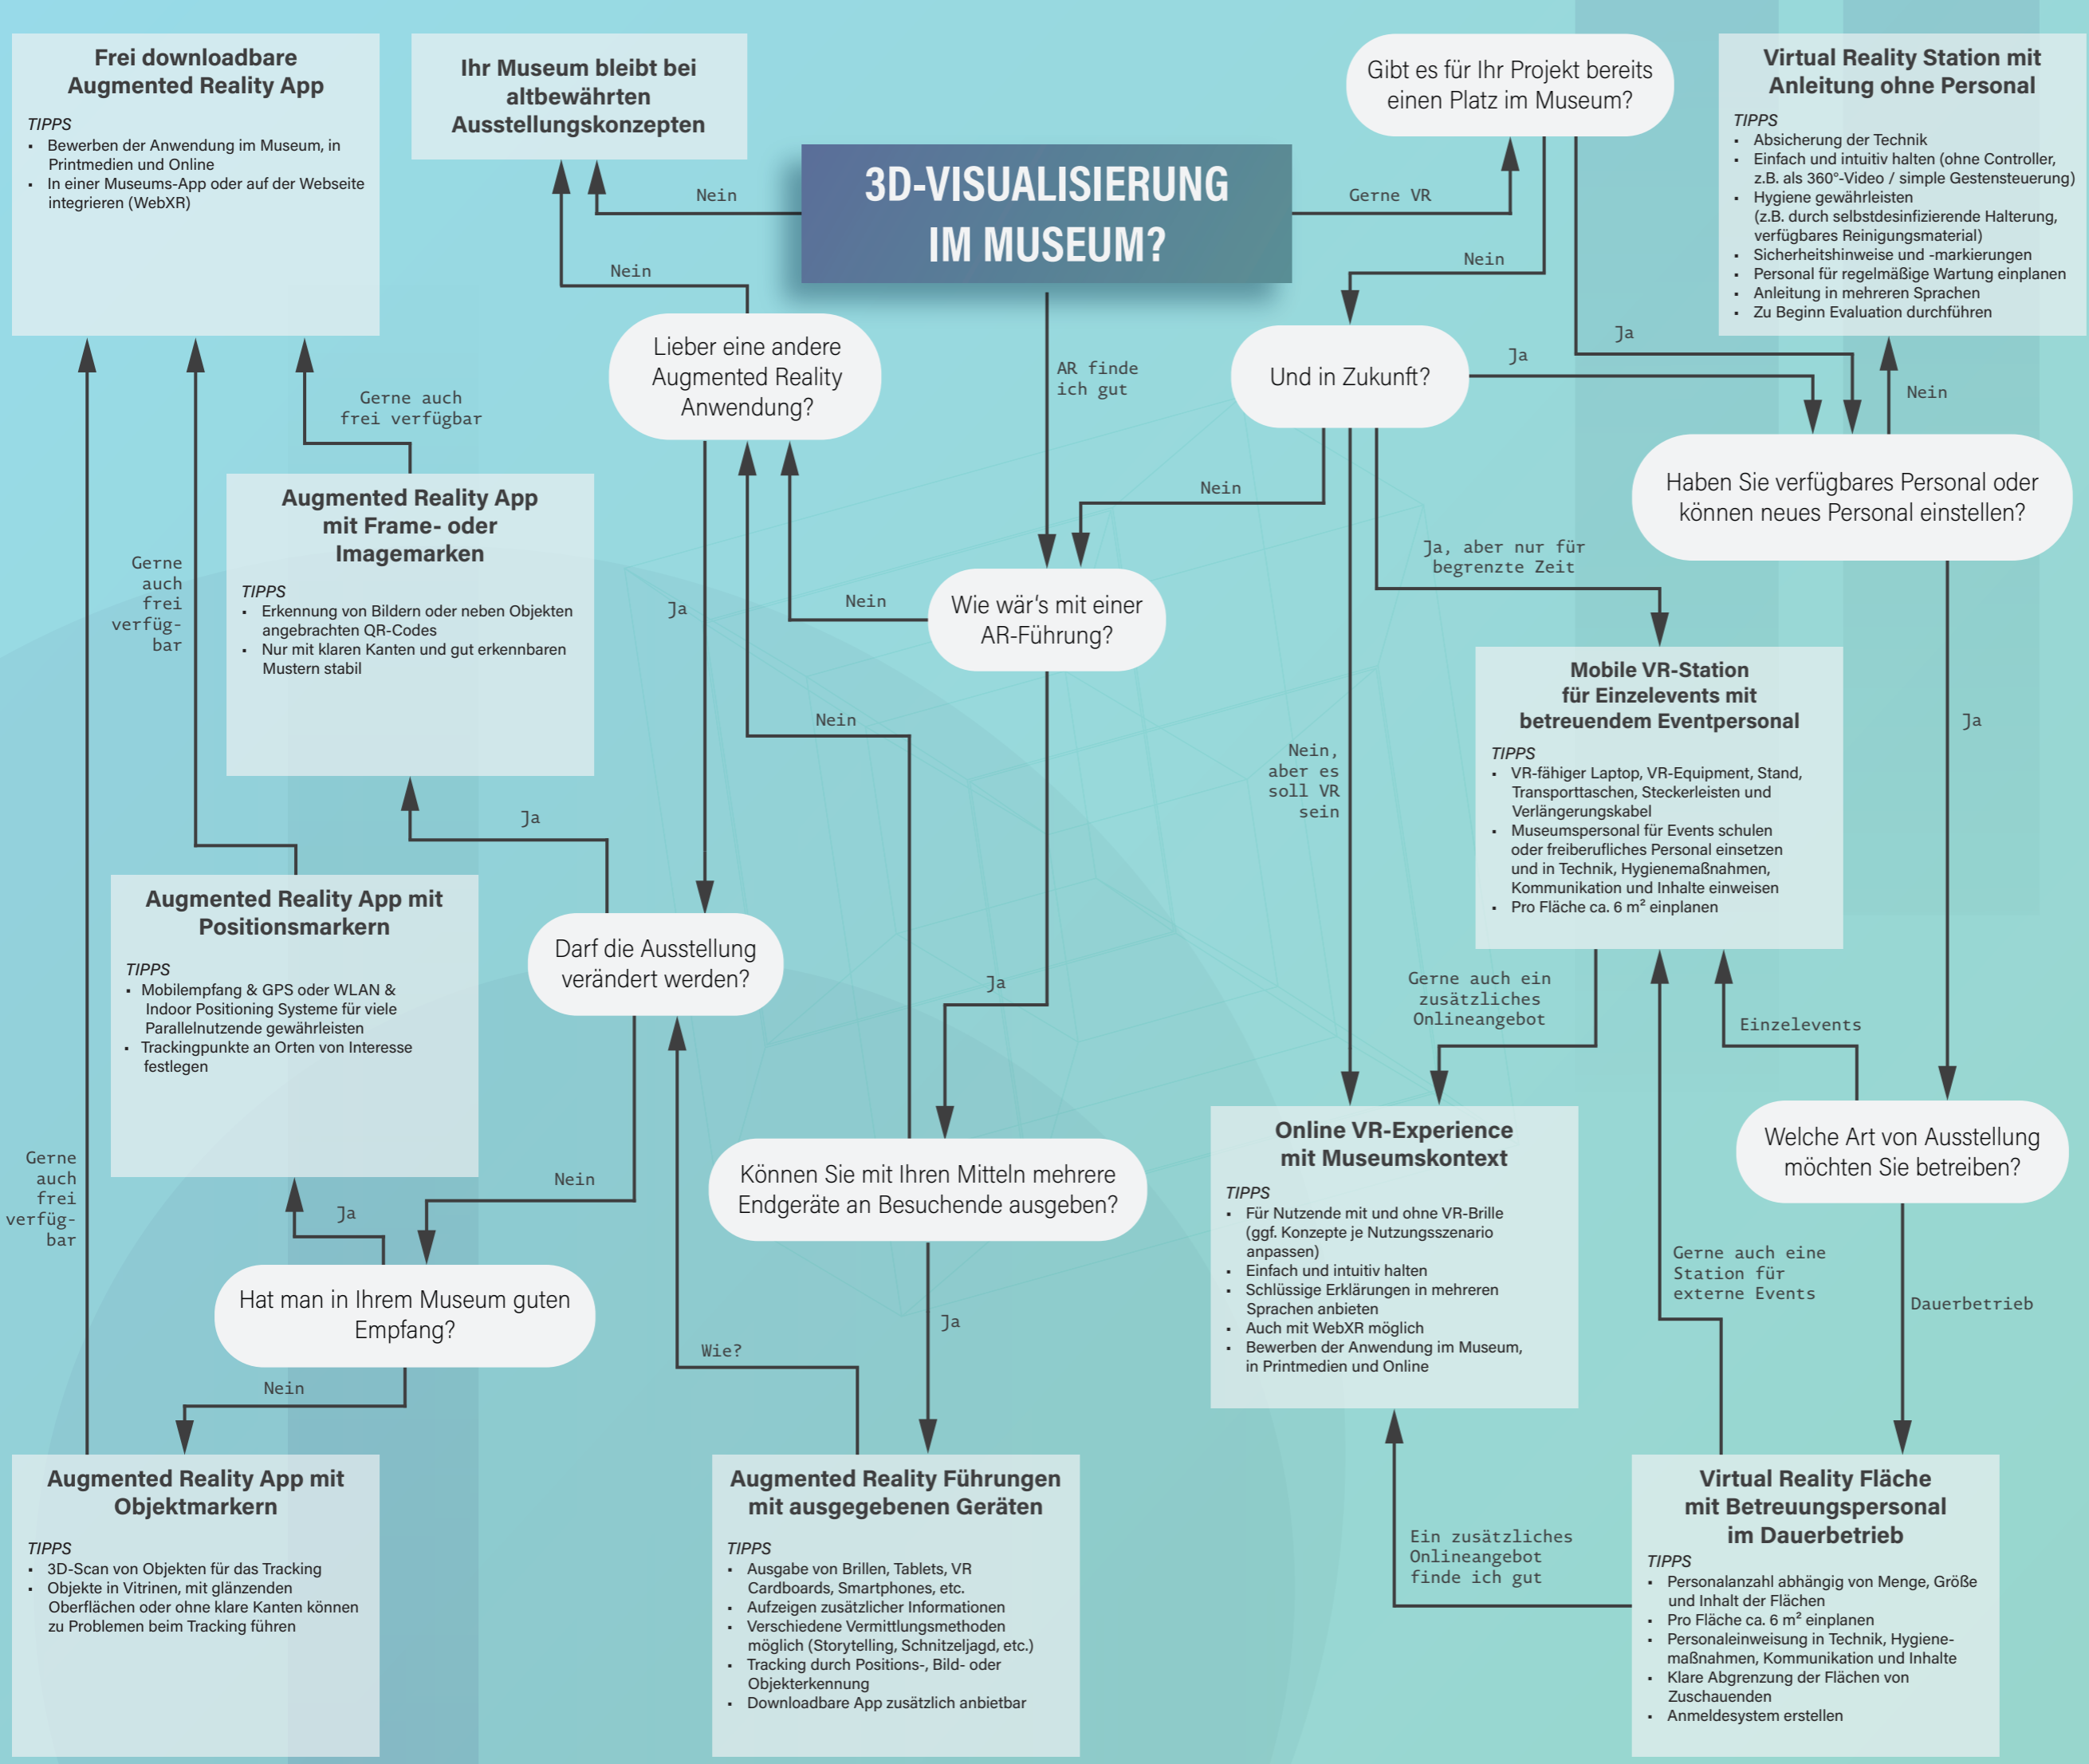 Frei downloadbare
Augmented Reality App
TIPPS
▪ Bewerben der Anwendung im Museum, in
Printmedien und Online
▪ In einer Museums-App oder auf der Webseite
integrieren (WebXR)
Ihr Museum bleibt bei
altbewährten
Ausstellungskonzepten
3D-VISUALISIERUNG
IM MUSEUM?
Gibt es für Ihr Projekt bereits
einen Platz im Museum?
Virtual Reality Station mit
Anleitung ohne Personal
TIPPS
▪ Absicherung der Technik
▪ Einfach und intuitiv halten (ohne Controller,
z.B. als 360°-Video / simple Gestensteuerung)
▪ Hygiene gewährleisten
(z.B. durch selbstdesinfizierende Halterung,
verfügbares Reinigungsmaterial)
▪ Sicherheitshinweise und -markierungen
▪ Personal für regelmäßige Wartung einplanen
▪ Anleitung in mehreren Sprachen
▪ Zu Beginn Evaluation durchführen
Nein
Gerne VR
Nein
Nein
Lieber eine andere
Augmented Reality
Anwendung?
AR finde
ich gut
Und in Zukunft?
Ja
Ja
Nein
Gerne auch
frei verfügbar
Haben Sie verfügbares Personal oder
können neues Personal einstellen?
Augmented Reality App
mit Frame- oder
Imagemarken
TIPPS
▪ Erkennung von Bildern oder neben Objekten
angebrachten QR-Codes
▪ Nur mit klaren Kanten und gut erkennbaren
Mustern stabil
Gerne
auch
frei
verfüg-
bar
Ja
Nein
Nein
Wie wär's mit einer
AR-Führung?
Ja, aber nur für
begrenzte Zeit
Mobile VR-Station
für Einzelevents mit
betreuendem Eventpersonal
TIPPS
▪ VR-fähiger Laptop, VR-Equipment, Stand,
Transporttaschen, Steckerleisten und
Verlängerungskabel
▪ Museumspersonal für Events schulen
oder freiberufliches Personal einsetzen
und in Technik, Hygienemaßnahmen,
Kommunikation und Inhalte einweisen
▪ Pro Fläche ca. 6 m² einplanen
Ja
Nein
Nein,
aber es
soll VR
sein
Ja
Augmented Reality App mit
Positionsmarkern
TIPPS
▪ Mobilempfang & GPS oder WLAN &
Indoor Positioning Systeme für viele
Parallelnutzende gewährleisten
▪ Trackingpunkte an Orten von Interesse
festlegen
Darf die Ausstellung
verändert werden?
Ja
Gerne auch ein
zusätzliches
Onlineangebot
Einzelevents
Gerne
auch
frei
verfüg-
bar
Ja
Nein
Können Sie mit Ihren Mitteln mehrere
Endgeräte an Besuchende ausgeben?
Online VR-Experience
mit Museumskontext
TIPPS
▪ Für Nutzende mit und ohne VR-Brille
(ggf. Konzepte je Nutzungsszenario
anpassen)
▪ Einfach und intuitiv halten
▪ Schlüssige Erklärungen in mehreren
Sprachen anbieten
▪ Auch mit WebXR möglich
▪ Bewerben der Anwendung im Museum,
in Printmedien und Online
Welche Art von Ausstellung
möchten Sie betreiben?
Hat man in Ihrem Museum guten
Empfang?
Nein
Wie?
Ja
Gerne auch eine
Station für
externe Events
Dauerbetrieb
Augmented Reality App mit
Objektmarkern
TIPPS
▪ 3D-Scan von Objekten für das Tracking
▪ Objekte in Vitrinen, mit glänzenden
Oberflächen oder ohne klare Kanten können
zu Problemen beim Tracking führen
Augmented Reality Führungen
mit ausgegebenen Geräten
TIPPS
▪ Ausgabe von Brillen, Tablets, VR
Cardboards, Smartphones, etc.
▪ Aufzeigen zusätzlicher Informationen
▪ Verschiedene Vermittlungsmethoden
möglich (Storytelling, Schnitzeljagd, etc.)
▪ Tracking durch Positions-, Bild- oder
Objekterkennung
▪ Downloadbare App zusätzlich anbietbar
Ein zusätzliches
Onlineangebot
finde ich gut
Virtual Reality Fläche
mit Betreuungspersonal
im Dauerbetrieb
TIPPS
▪ Personalanzahl abhängig von Menge, Größe
und Inhalt der Flächen
▪ Pro Fläche ca. 6 m² einplanen
▪ Personaleinweisung in Technik, Hygiene-
maßnahmen, Kommunikation und Inhalte
▪ Klare Abgrenzung der Flächen von
Zuschauenden
▪ Anmeldesystem erstellen